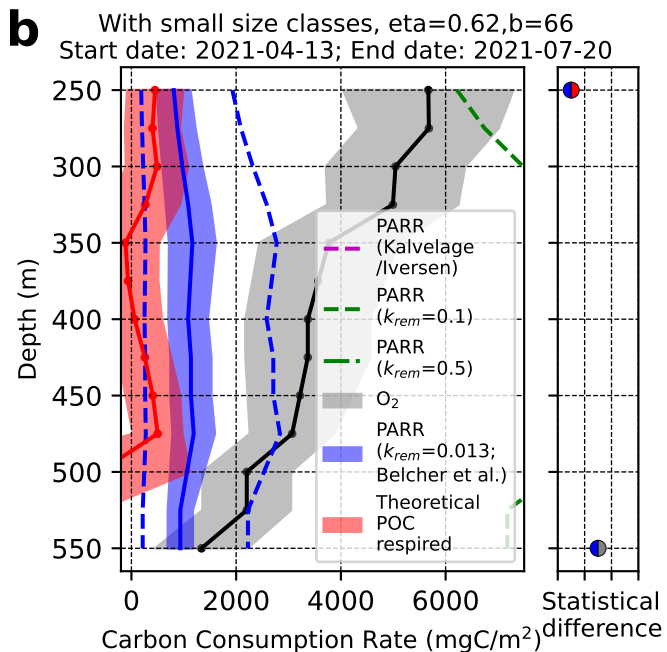 b
With small size classes, eta=0.62,b=66
Start date: 2021-04-13; End date: 2021-07-20
250
300
350
400
450
500
550
Depth (m)
PARR
(Kalvelage
/Iversen)
PARR
(k_rem=0.1)
PARR
(k_rem=0.5)
O₂
PARR
(k_rem=0.013;
Belcher et al.)
Theoretical
POC
respired
0 2000 4000 6000
Carbon Consumption Rate (mgC/m²)
Statistical
difference